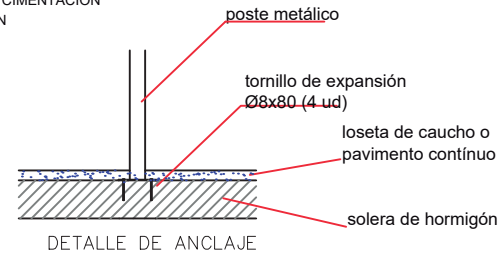 CIMENTACIÓN
N
poste metálico
tornillo de expansión
Ø8x80 (4 ud)
loseta de caucho o
pavimento contínuo
solera de hormigón
DETALLE DE ANCLAJE